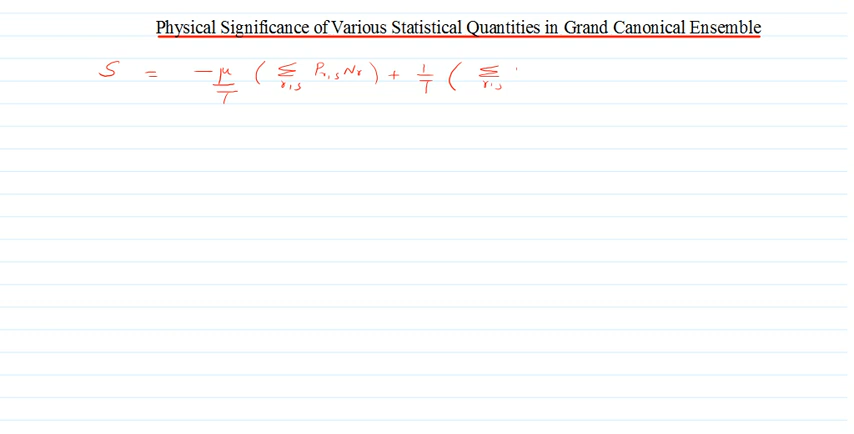 Physical Significance of Various Statistical Quantities in Grand Canonical Ensemble
S = -μ/T ( Σ_{r,s} P_{r,s} N_r ) + 1/T ( Σ_{r,s}